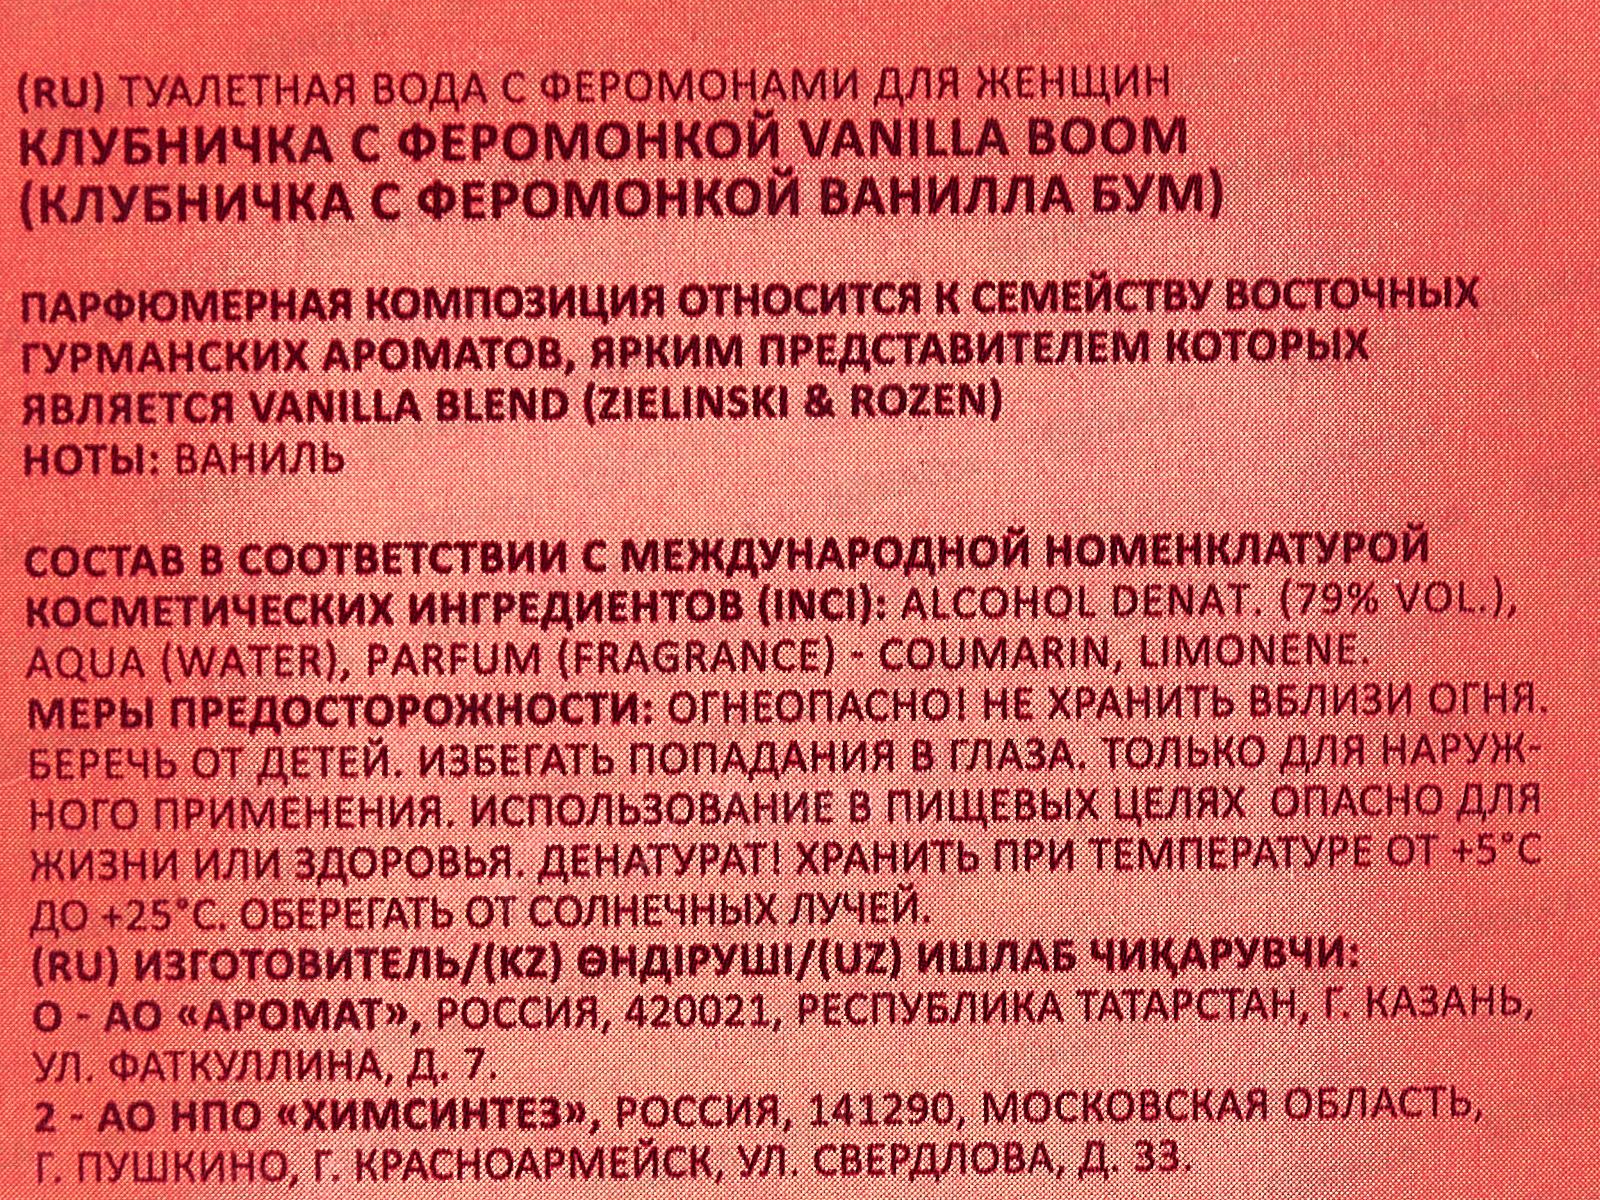 (RU) ТУАЛЕТНАЯ ВОДА С ФЕРОМОНАМИ ДЛЯ ЖЕНЩИН
КЛУБНИЧКА С ФЕРОМОНКОЙ VANILLA BOOM
(КЛУБНИЧКА С ФЕРОМОНКОЙ ВАНИЛЛА БУМ)
ПАРФЮМЕРНАЯ КОМПОЗИЦИЯ ОТНОСИТСЯ К СЕМЕЙСТВУ ВОСТОЧНЫХ
ГУРМАНСКИХ АРОМАТОВ, ЯРКИМ ПРЕДСТАВИТЕЛЕМ КОТОРЫХ
ЯВЛЯЕТСЯ VANILLA BLEND (ZIELINSKI & ROZEN)
НОТЫ: ВАНИЛЬ
СОСТАВ В СООТВЕТСТВИИ С МЕЖДУНАРОДНОЙ НОМЕНКЛАТУРОЙ
КОСМЕТИЧЕСКИХ ИНГРЕДИЕНТОВ (INCI): ALCOHOL DENAT. (79% VOL.),
AQUA (WATER), PARFUM (FRAGRANCE) - COUMARIN, LIMONENE.
МЕРЫ ПРЕДОСТОРОЖНОСТИ: ОГНЕОПАСНО! НЕ ХРАНИТЬ ВБЛИЗИ ОГНЯ.
БЕРЕЧЬ ОТ ДЕТЕЙ. ИЗБЕГАТЬ ПОПАДАНИЯ В ГЛАЗА. ТОЛЬКО ДЛЯ НАРУЖ-
НОГО ПРИМЕНЕНИЯ. ИСПОЛЬЗОВАНИЕ В ПИЩЕВЫХ ЦЕЛЯХ ОПАСНО ДЛЯ
ЖИЗНИ ИЛИ ЗДОРОВЬЯ. ДЕНАТУРАТ! ХРАНИТЬ ПРИ ТЕМПЕРАТУРЕ ОТ +5°С
ДО +25°С. ОБЕРЕГАТЬ ОТ СОЛНЕЧНЫХ ЛУЧЕЙ.
(RU) ИЗГОТОВИТЕЛЬ/(KZ) ӨНДІРУШІ/(UZ) ИШЛАБ ЧИҚАРУВЧИ:
О - АО «АРОМАТ», РОССИЯ, 420021, РЕСПУБЛИКА ТАТАРСТАН, Г. КАЗАНЬ,
УЛ. ФАТКУЛЛИНА, Д. 7.
2 - АО НПО «ХИМСИНТЕЗ», РОССИЯ, 141290, МОСКОВСКАЯ ОБЛАСТЬ,
Г. ПУШКИНО, Г. КРАСНОАРМЕЙСК, УЛ. СВЕРДЛОВА, Д. 33.